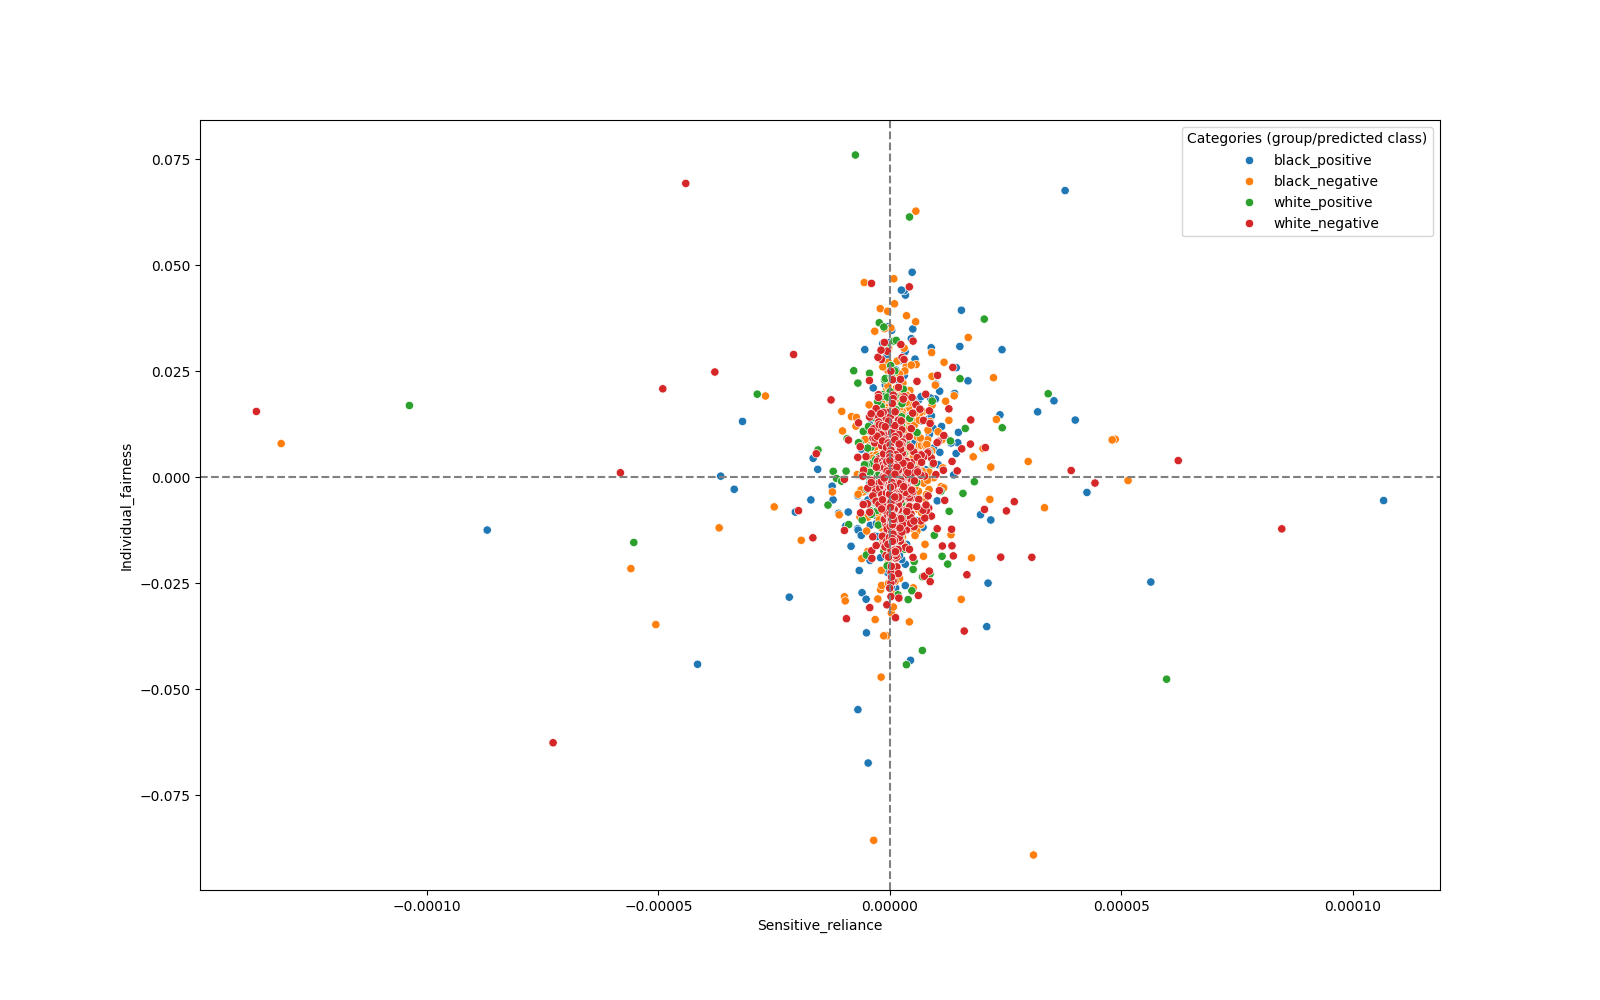 Categories (group/predicted class)
black_positive
black_negative
white_positive
white_negative
0.075
0.050
0.025
0.000
−0.025
−0.050
−0.075
Individual_fairness
−0.00010
−0.00005
0.00000
0.00005
0.00010
Sensitive_reliance